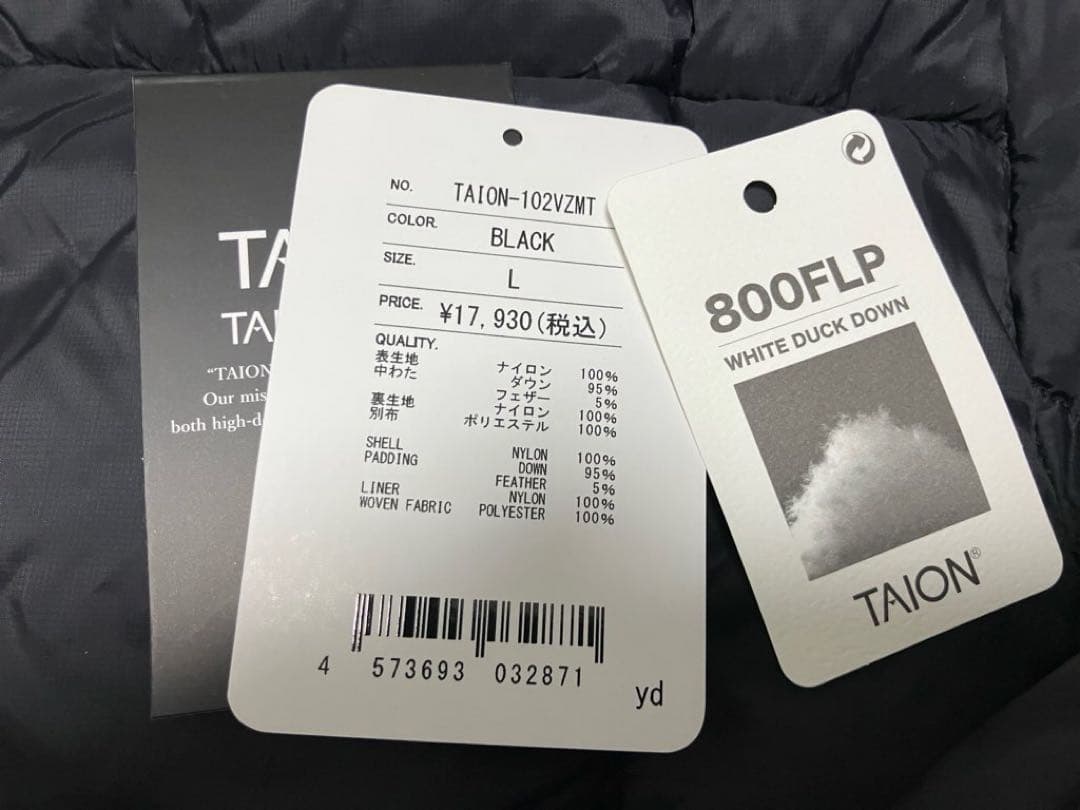 “TAION
Our mis
both high-d
NO. TAION-102VZMT
COLOR. BLACK
SIZE. L
PRICE. ¥17,930(税込)
QUALITY.
表生地 ナイロン 100%
中わた ダウン 95%
フェザー 5%
裏生地 ナイロン 100%
別布 ポリエステル 100%
SHELL NYLON 100%
PADDING DOWN 95%
FEATHER 5%
LINER NYLON 100%
WOVEN FABRIC POLYESTER 100%
4 573693 032871
yd
800FLP
WHITE DUCK DOWN
TAION®